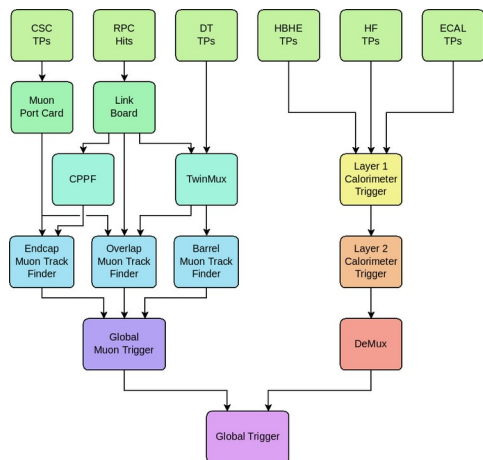 CSC
TPs
RPC
Hits
DT
TPs
HBHE
TPs
HF
TPs
ECAL
TPs
Muon
Port Card
Link
Board
CPPF
TwinMux
Layer 1
Calorimeter
Trigger
Endcap
Muon Track
Finder
Overlap
Muon Track
Finder
Barrel
Muon Track
Finder
Layer 2
Calorimeter
Trigger
Global
Muon Trigger
DeMux
Global Trigger